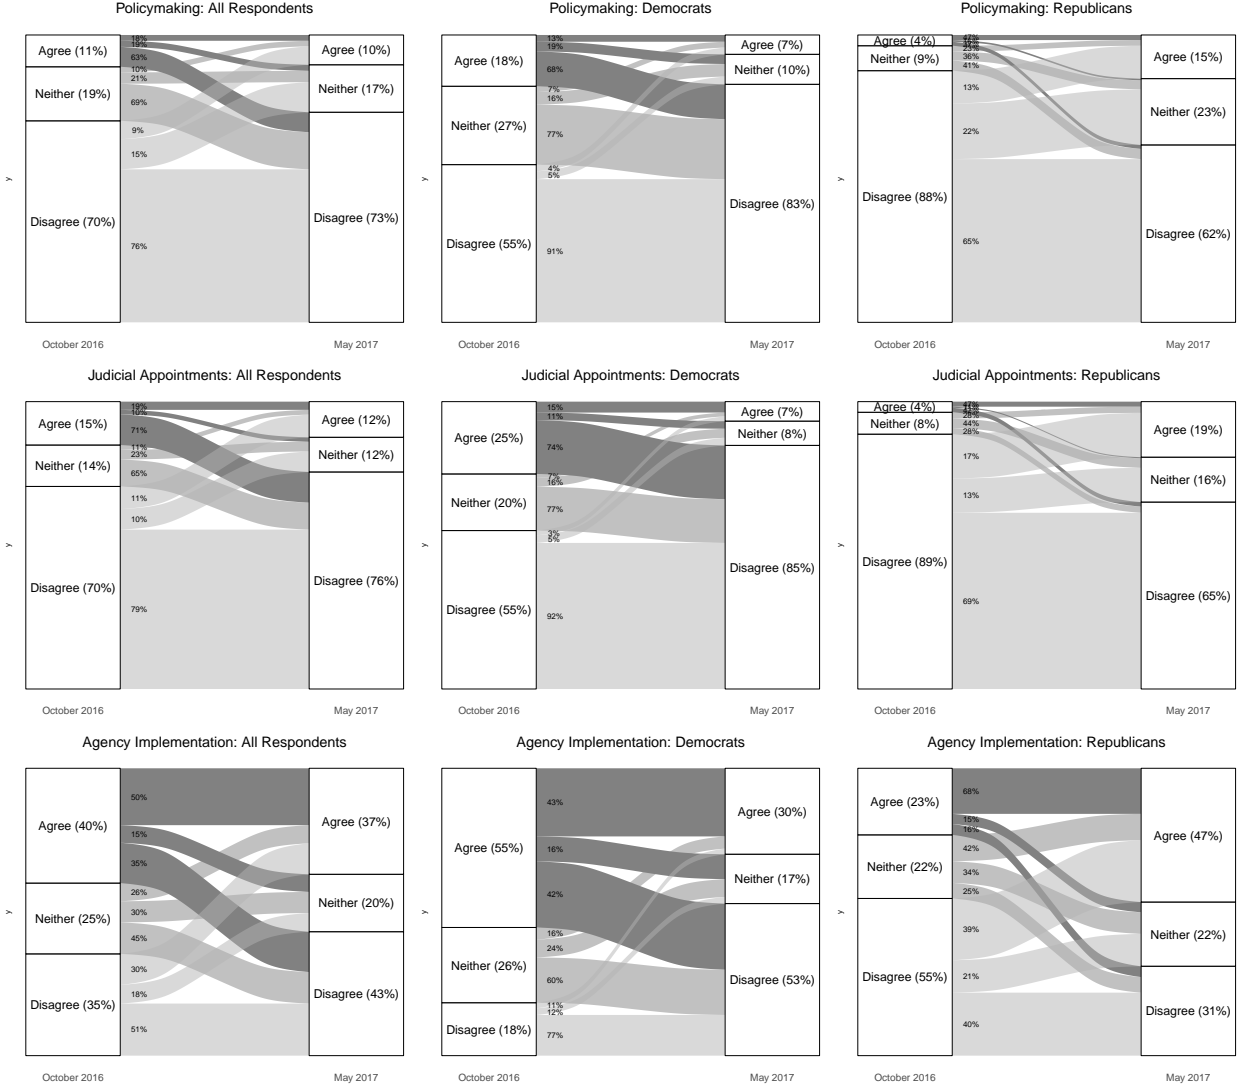 Policymaking: All Respondents
Agree (11%)
Neither (19%)
Disagree (70%)
18%
19%
63%
10%
21%
69%
9%
15%
76%
Agree (10%)
Neither (17%)
Disagree (73%)
y
October 2016
May 2017
Policymaking: Democrats
Agree (18%)
Neither (27%)
Disagree (55%)
13%
19%
68%
7%
16%
77%
4%
5%
91%
Agree (7%)
Neither (10%)
Disagree (83%)
y
October 2016
May 2017
Policymaking: Republicans
Agree (4%)
Neither (9%)
Disagree (88%)
47%
23%
36%
41%
13%
22%
65%
Agree (15%)
Neither (23%)
Disagree (62%)
y
October 2016
May 2017
Judicial Appointments: All Respondents
Agree (15%)
Neither (14%)
Disagree (70%)
19%
10%
71%
11%
23%
65%
11%
10%
79%
Agree (12%)
Neither (12%)
Disagree (76%)
y
October 2016
May 2017
Judicial Appointments: Democrats
Agree (25%)
Neither (20%)
Disagree (55%)
15%
11%
74%
7%
16%
77%
3%
5%
92%
Agree (7%)
Neither (8%)
Disagree (85%)
y
October 2016
May 2017
Judicial Appointments: Republicans
Agree (4%)
Neither (8%)
Disagree (89%)
47%
28%
44%
28%
17%
13%
69%
Agree (19%)
Neither (16%)
Disagree (65%)
y
October 2016
May 2017
Agency Implementation: All Respondents
Agree (40%)
Neither (25%)
Disagree (35%)
50%
15%
35%
26%
30%
45%
30%
18%
51%
Agree (37%)
Neither (20%)
Disagree (43%)
y
October 2016
May 2017
Agency Implementation: Democrats
Agree (55%)
Neither (26%)
Disagree (18%)
43%
16%
42%
16%
24%
60%
11%
12%
77%
Agree (30%)
Neither (17%)
Disagree (53%)
y
October 2016
May 2017
Agency Implementation: Republicans
Agree (23%)
Neither (22%)
Disagree (55%)
68%
15%
16%
42%
34%
25%
39%
21%
40%
Agree (47%)
Neither (22%)
Disagree (31%)
y
October 2016
May 2017